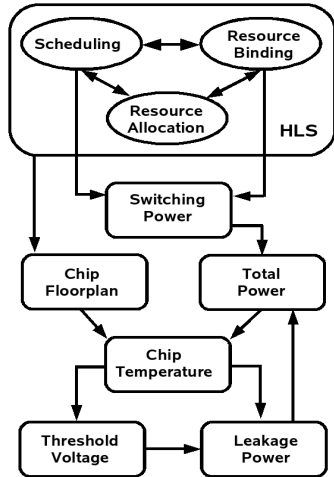 Scheduling
Resource
Binding
Resource
Allocation
HLS
Switching
Power
Chip
Floorplan
Total
Power
Chip
Temperature
Threshold
Voltage
Leakage
Power